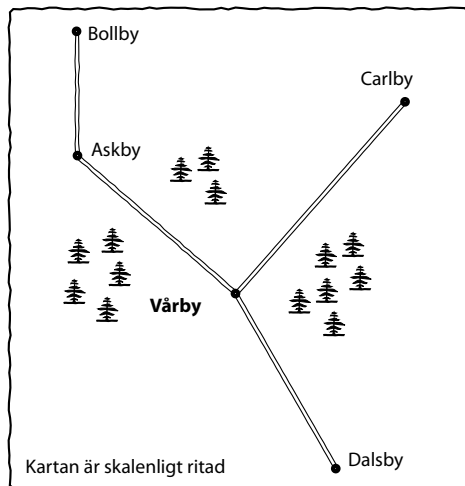 Bollby
Carlby
Askby
Vårby
Kartan är skalenligt ritad
Dalsby